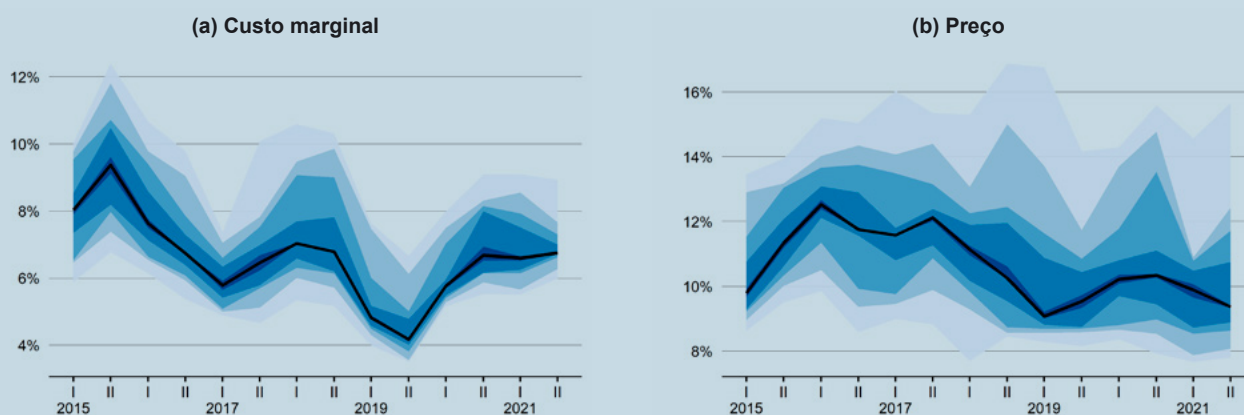 (a) Custo marginal
12%
10%
8%
6%
4%
I II I II I II I II I II I II I II
2015 2017 2019 2021
(b) Preço
16%
14%
12%
10%
8%
I II I II I II I II I II I II I II
2015 2017 2019 2021